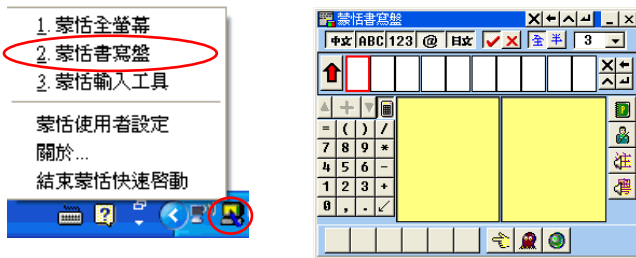 1. 蒙恬全螢幕
2. 蒙恬書寫盤
3. 蒙恬輸入工具
蒙恬使用者設定
關於...
結束蒙恬快速啓動
蒙恬書寫盤
中文 ABC 123 @ 日文 全 半 3
= ( ) /
7 8 9 *
4 5 6 -
1 2 3 +
0 , .